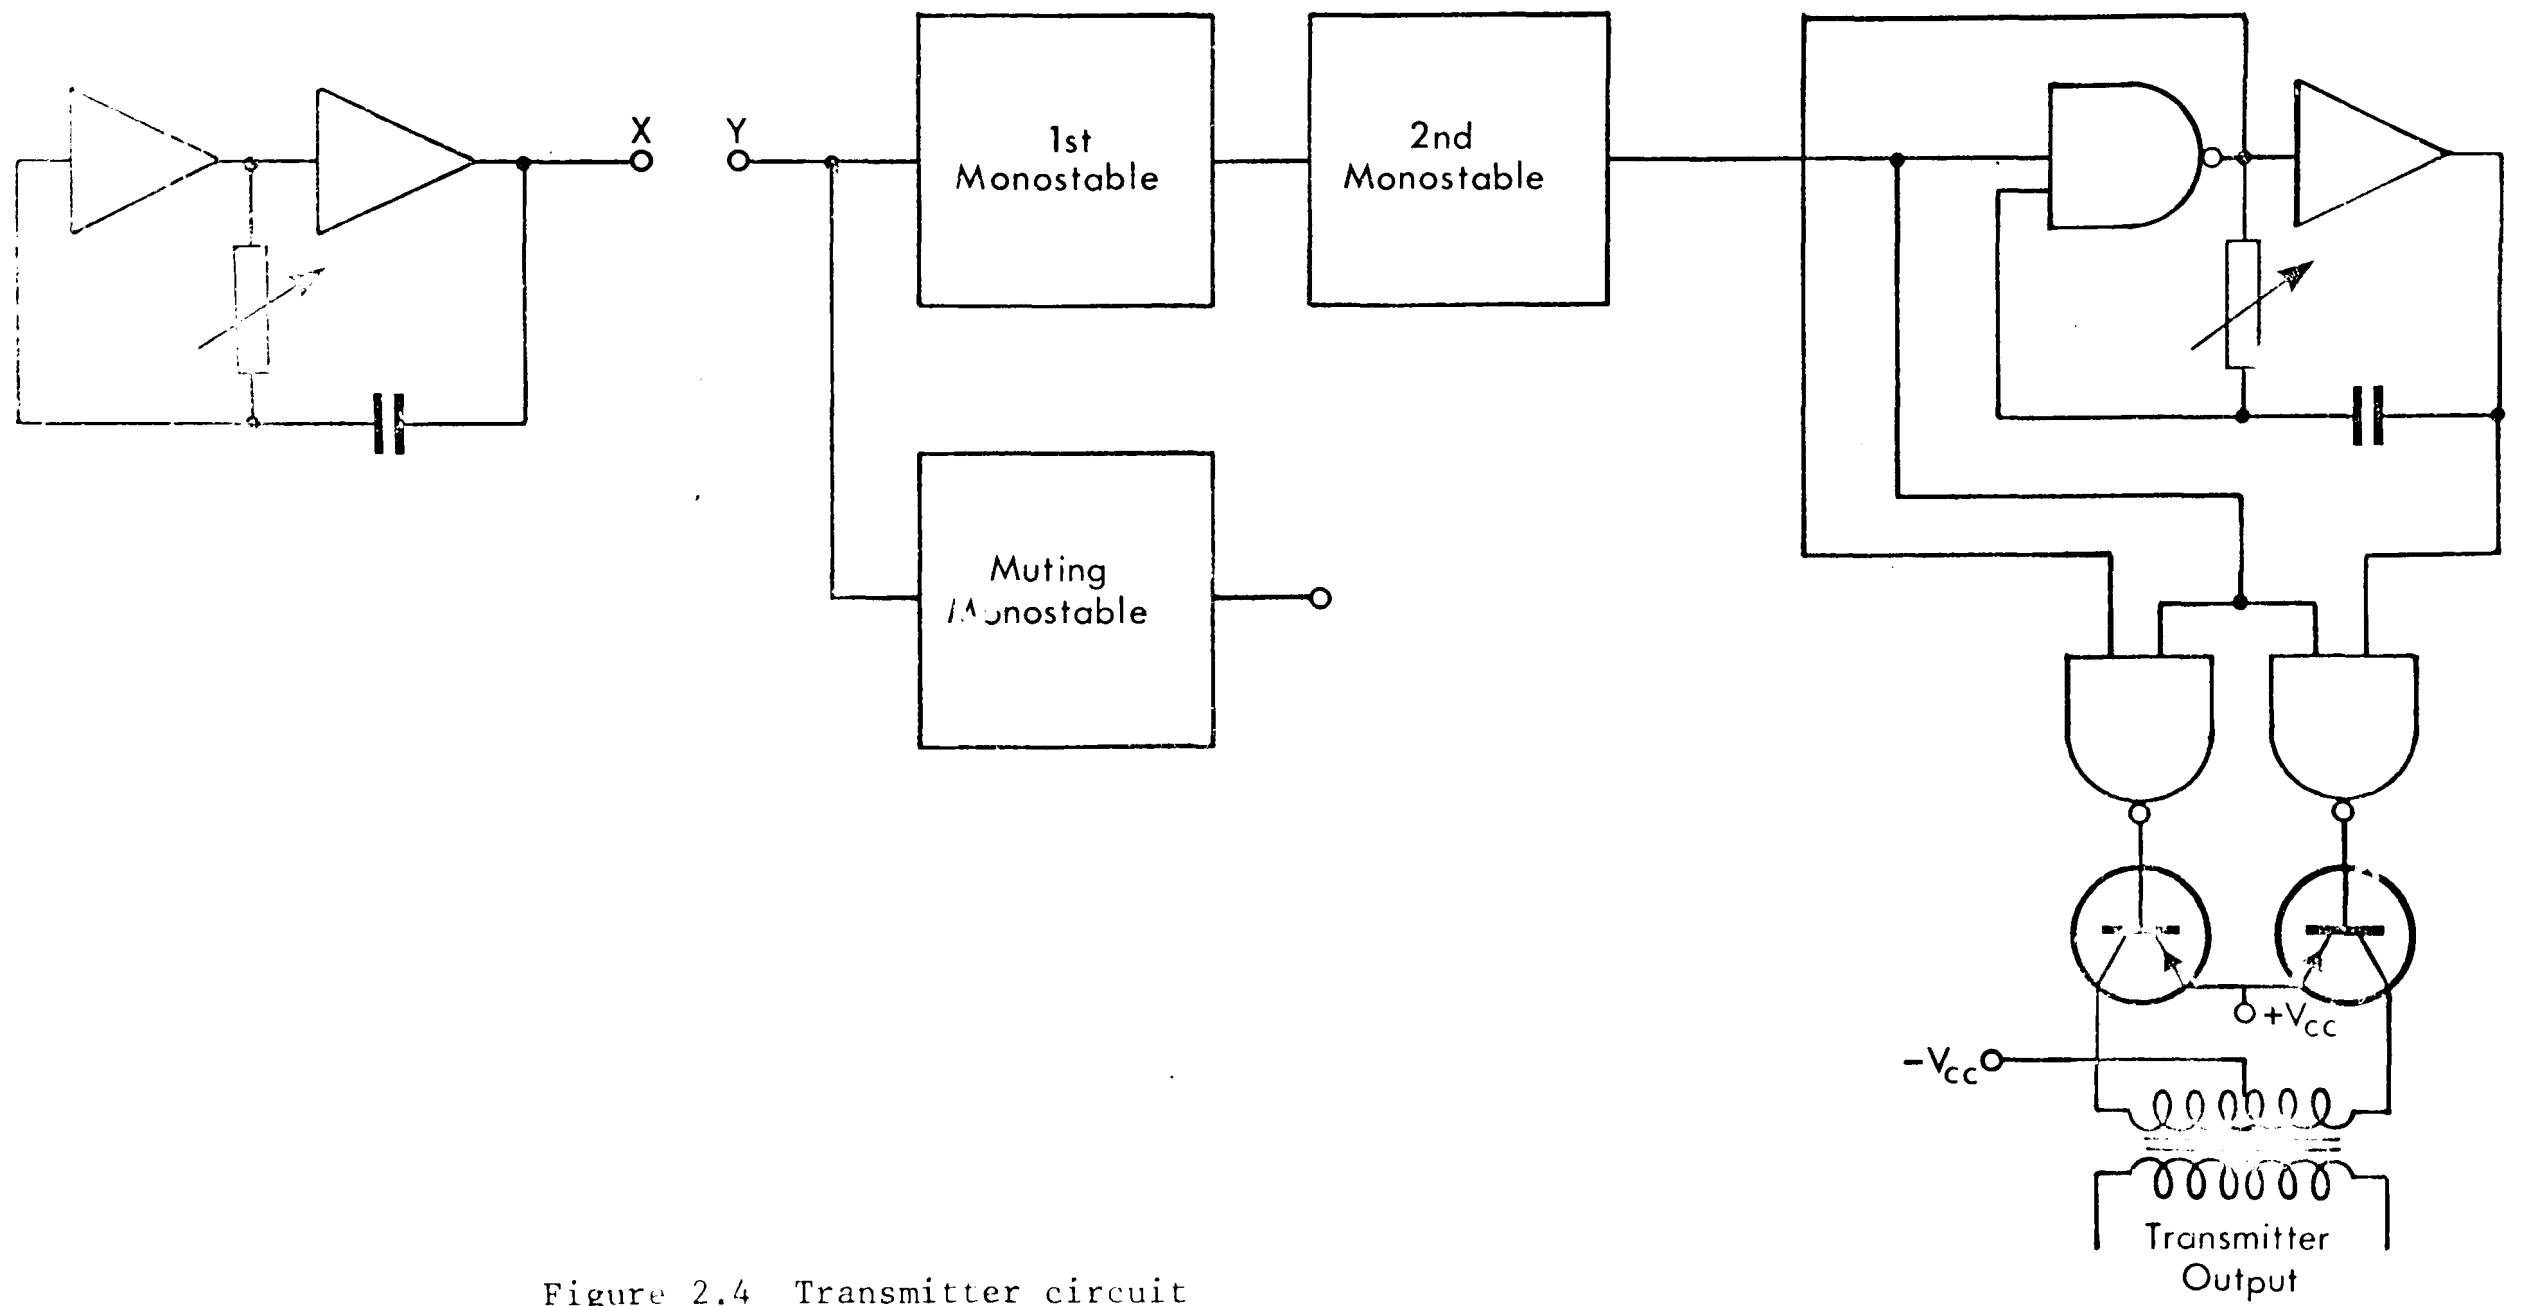 X
Y
1st
Monostable
2nd
Monostable
Muting
Monostable
+VCC
-VCC
Transmitter
Output
Figure 2.4 Transmitter circuit